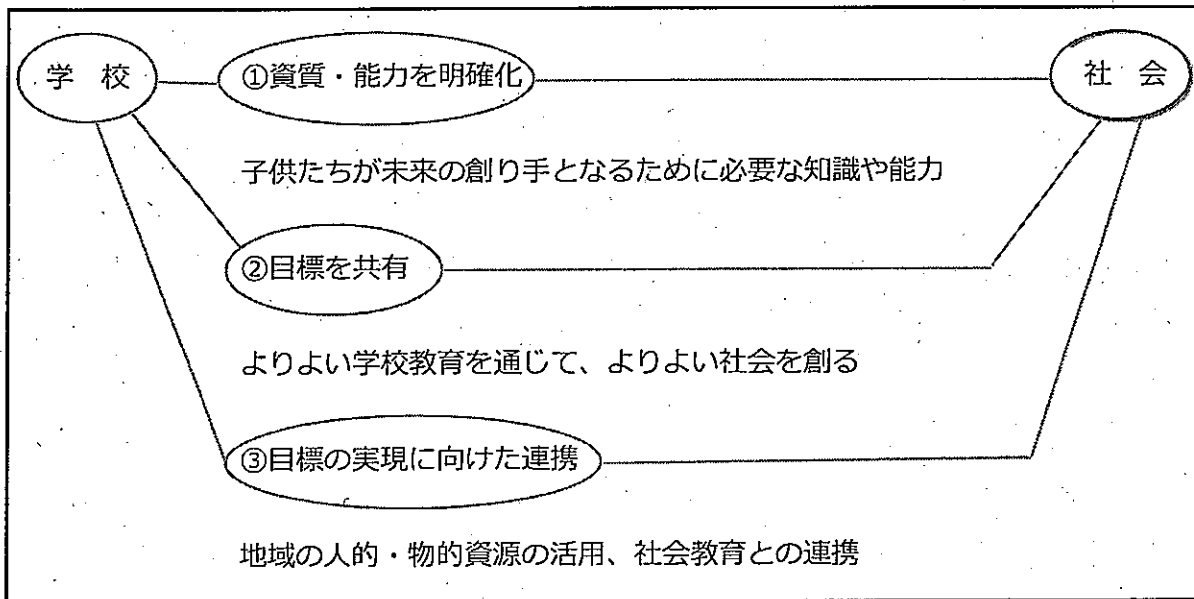 学 校
①資質・能力を明確化
社 会
子供たちが未来の創り手となるために必要な知識や能力
②目標を共有
よりよい学校教育を通じて、よりよい社会を創る
③目標の実現に向けた連携
地域の人的・物的資源の活用、社会教育との連携